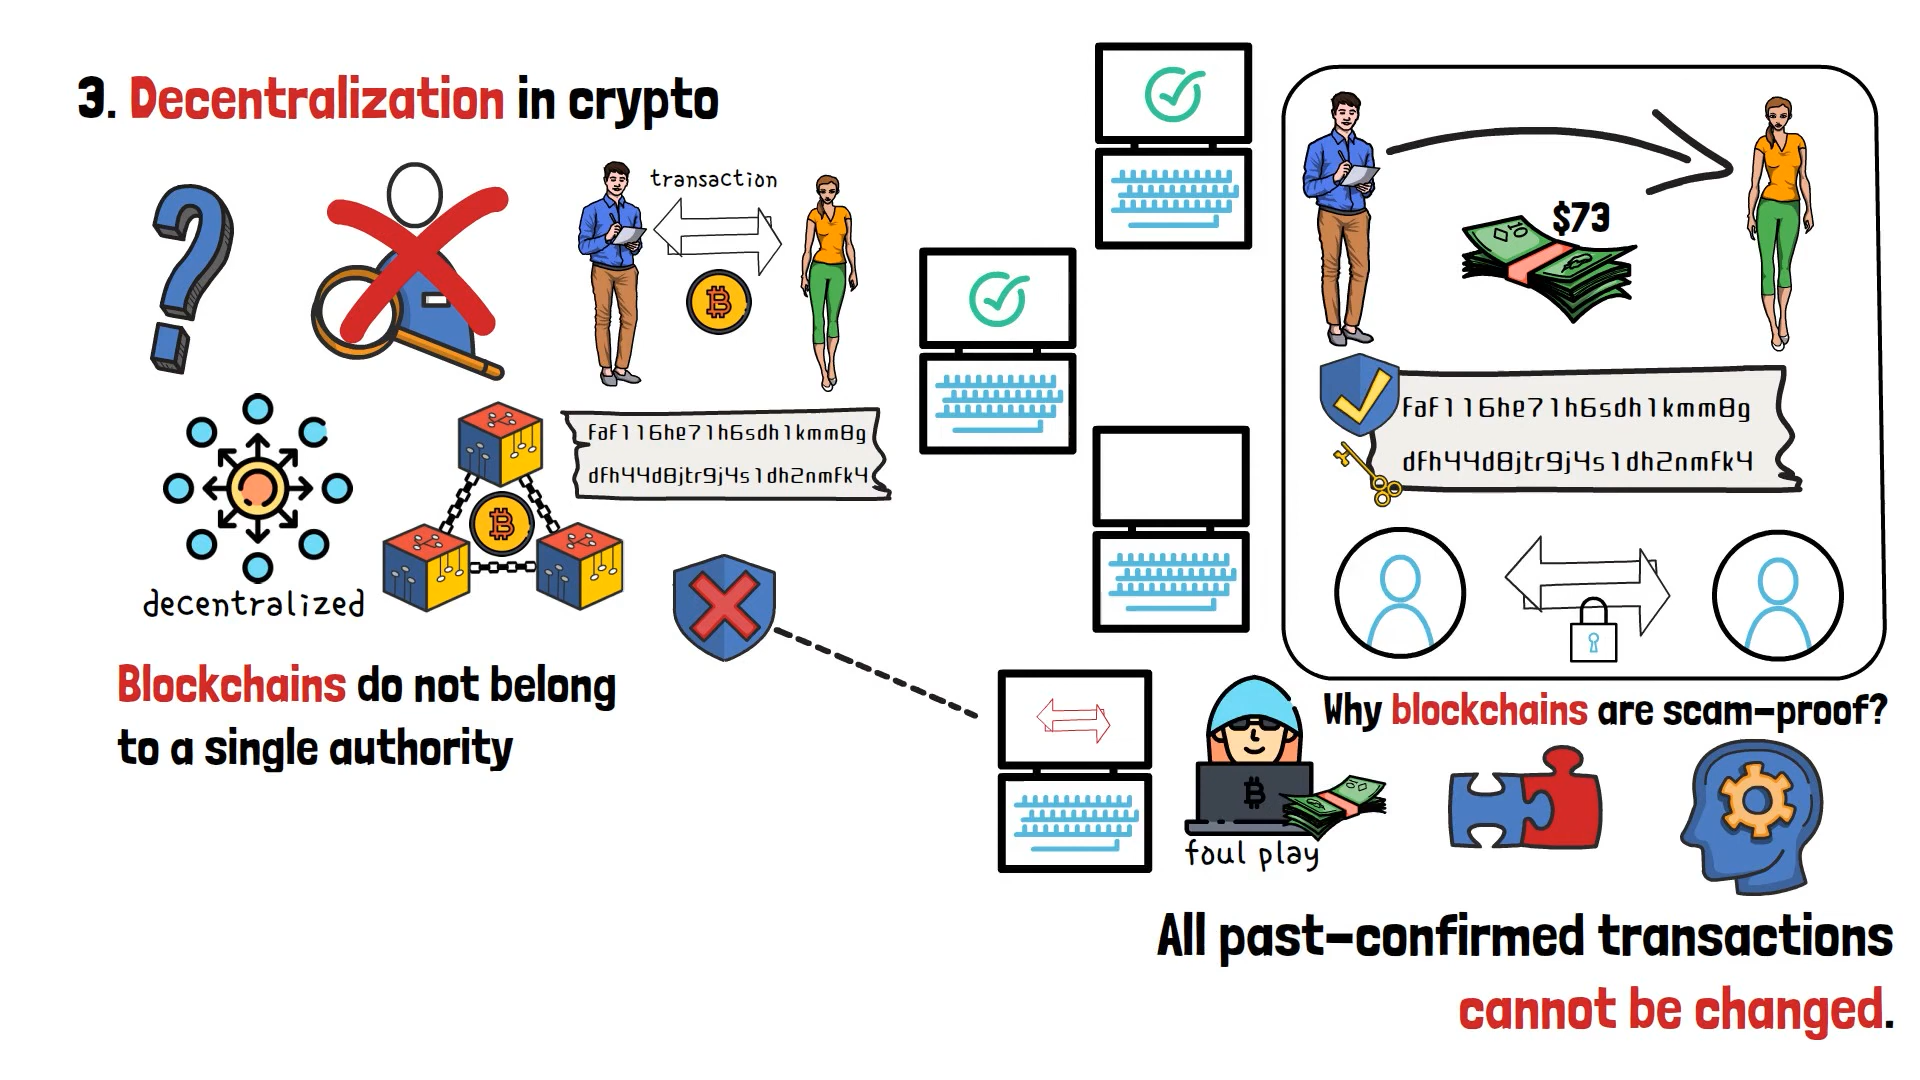 3. Decentralization in crypto
transaction
FaF116he71h6sdh1kmm8g
dFh44d8jtr9j4s1dh2nmFk4
decentralized
Blockchains do not belong
to a single authority
$73
10
FaF116he71h6sdh1kmm8g
dFh44d8jtr9j4s1dh2nmFk4
Why blockchains are scam-proof?
foul play
All past-confirmed transactions
cannot be changed.